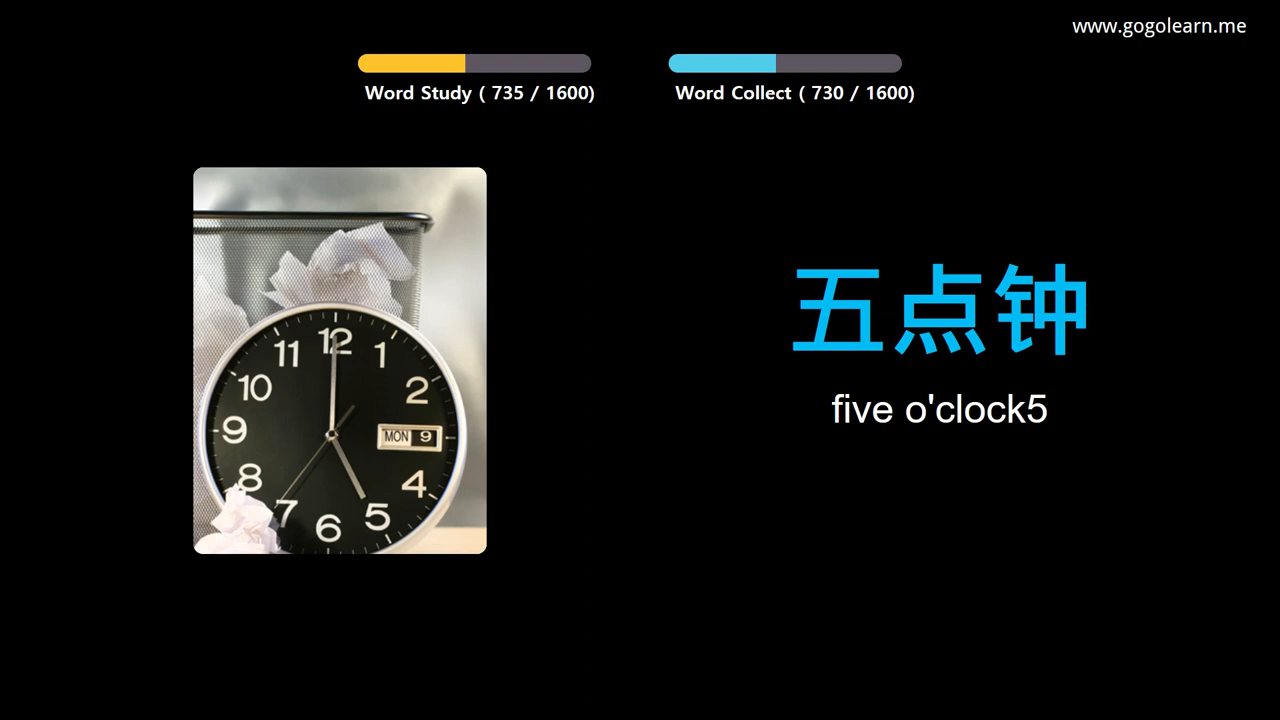 www.gogolearn.me
Word Study ( 735 / 1600)
Word Collect ( 730 / 1600)
五点钟
five o'clock5
12
11
1
10
2
9
MON 9
8
4
7
5
6